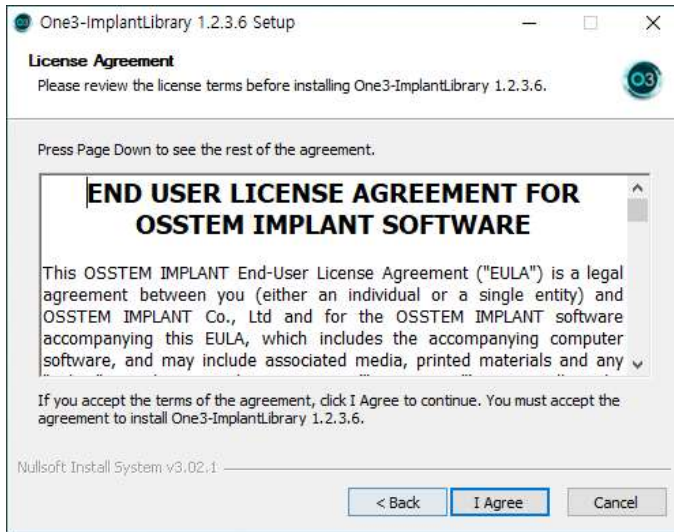 One3-ImplantLibrary 1.2.3.6 Setup
License Agreement
Please review the license terms before installing One3-ImplantLibrary 1.2.3.6.
O3
Press Page Down to see the rest of the agreement.
END USER LICENSE AGREEMENT FOR
OSSTEM IMPLANT SOFTWARE
This OSSTEM IMPLANT End-User License Agreement ("EULA") is a legal
agreement between you (either an individual or a single entity) and
OSSTEM IMPLANT Co., Ltd and for the OSSTEM IMPLANT software
accompanying this EULA, which includes the accompanying computer
software, and may include associated media, printed materials and any
If you accept the terms of the agreement, click I Agree to continue. You must accept the
agreement to install One3-ImplantLibrary 1.2.3.6.
Nullsoft Install System v3.02.1
< Back
I Agree
Cancel